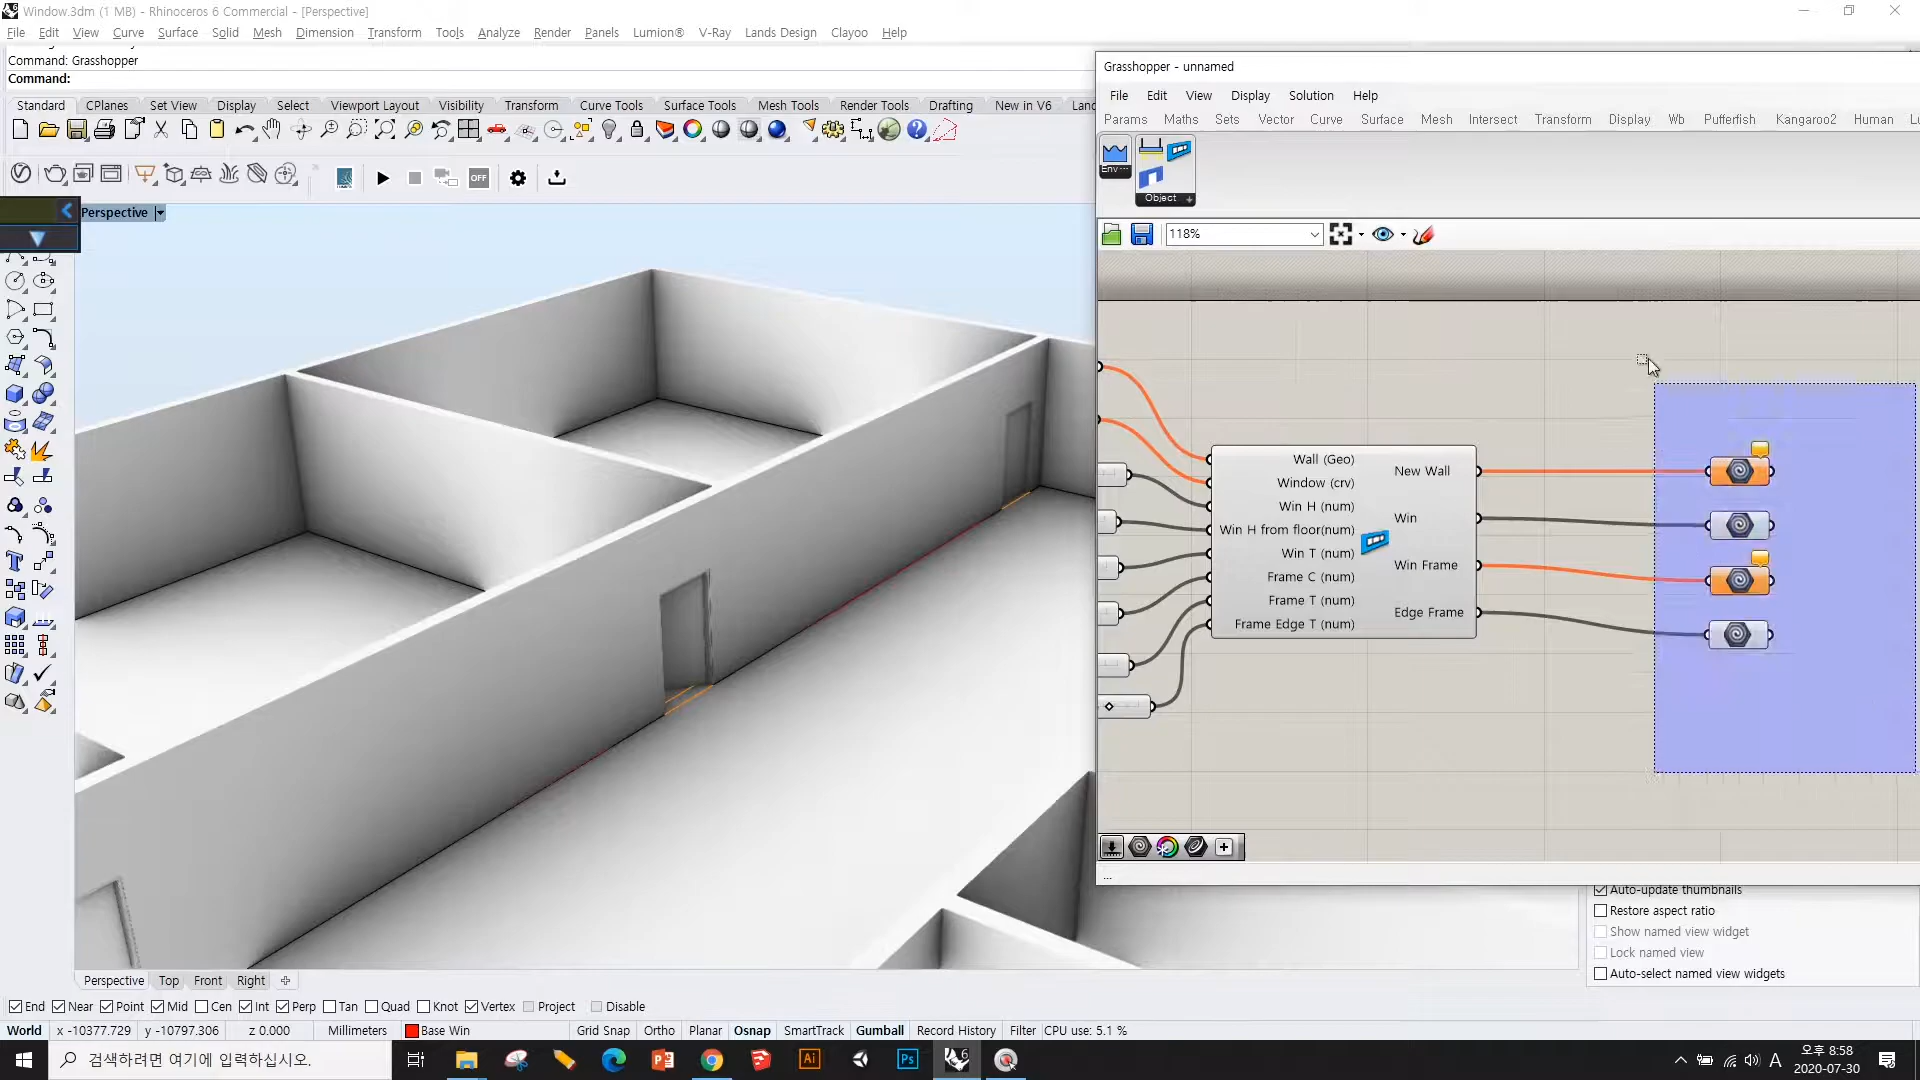 Window.3dm (1 MB) - Rhinoceros 6 Commercial - [Perspective]
File Edit View Curve Surface Solid Mesh Dimension Transform Tools Analyze Render Panels Lumion® V-Ray Lands Design Clayoo Help
Command: Grasshopper
Command:
Standard CPlanes Set View Display Select Viewport Layout Visibility Transform Curve Tools Surface Tools Mesh Tools Render Tools Drafting New in V6
OFF
Perspective
Grasshopper - unnamed
File Edit View Display Solution Help
Params Maths Sets Vector Curve Surface Mesh Intersect Transform Display Wb Pufferfish Kangaroo2 Human
Env
Object
118%
Wall (Geo)
Window (crv)
Win H (num)
Win H from floor(num)
Win T (num)
Frame C (num)
Frame T (num)
Frame Edge T (num)
New Wall
Win
Win Frame
Edge Frame
...
Auto-update thumbnails
Restore aspect ratio
Show named view widget
Lock named view
Auto-select named view widgets
Perspective Top Front Right
End Near Point Mid Cen Int Perp Tan Quad Knot Vertex Project Disable
World x -10377.729 y -10797.306 z 0.000 Millimeters Base Win Grid Snap Ortho Planar Osnap SmartTrack Gumball Record History Filter CPU use: 5.1 %
검색하려면 여기에 입력하십시오.
Ai
Ps
6
A
오후 8:58
2020-07-30